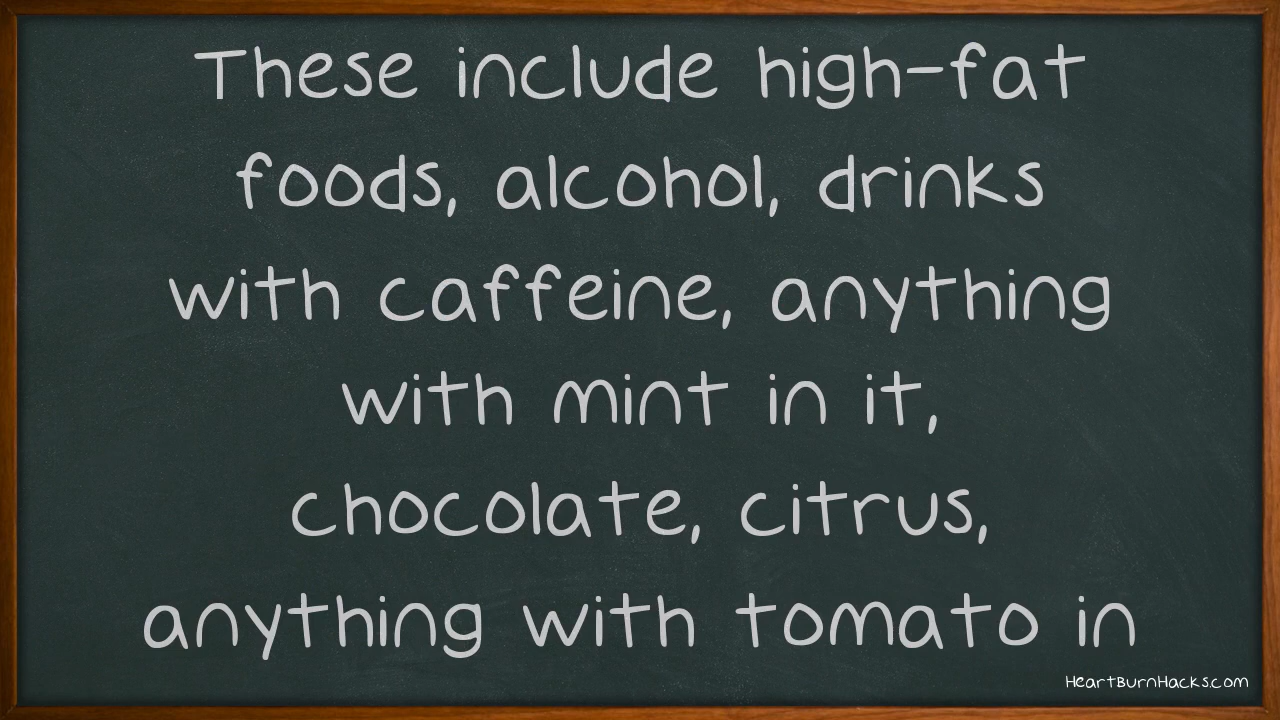 These include high-fat
foods, alcohol, drinks
with caffeine, anything
with mint in it,
chocolate, citrus,
anything with tomato in
HeartBurnHacks.com